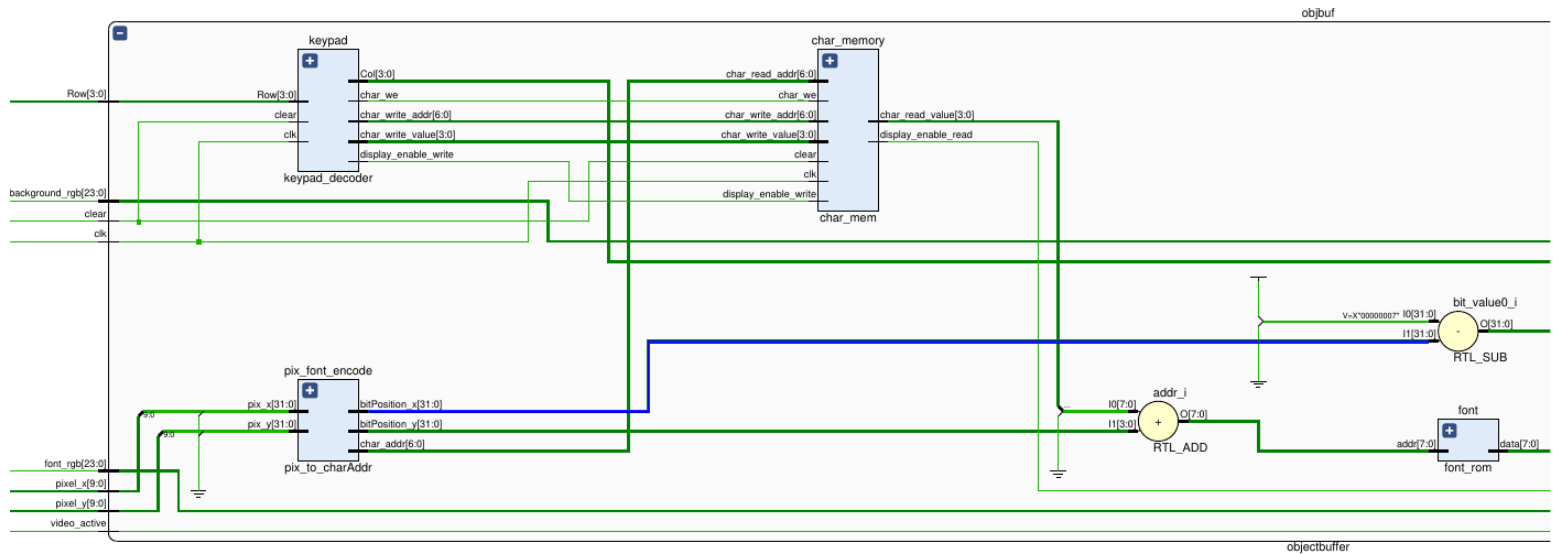 objbuf
keypad
char_memory
Row[3:0]
Row[3:0]
clear
clk
Col[3:0]
char_we
char_write_addr[6:0]
char_write_value[3:0]
display_enable_write
keypad_decoder
char_read_addr[6:0]
char_we
char_write_addr[6:0]
char_write_value[3:0]
clear
clk
display_enable_write
char_read_value[3:0]
display_enable_read
char_mem
background_rgb[23:0]
clear
clk
bit_value0_i
V=X"00000007" I0[31:0]
I1[31:0]
-
O[31:0]
RTL_SUB
pix_font_encode
pix_x[31:0]
pix_y[31:0]
9:0
9:0
bitPosition_x[31:0]
bitPosition_y[31:0]
char_addr[6:0]
pix_to_charAddr
addr_i
...
I0[7:0]
I1[3:0]
+
O[7:0]
RTL_ADD
font
addr[7:0]
data[7:0]
font_rom
font_rgb[23:0]
pixel_x[9:0]
pixel_y[9:0]
video_active
objectbuffer